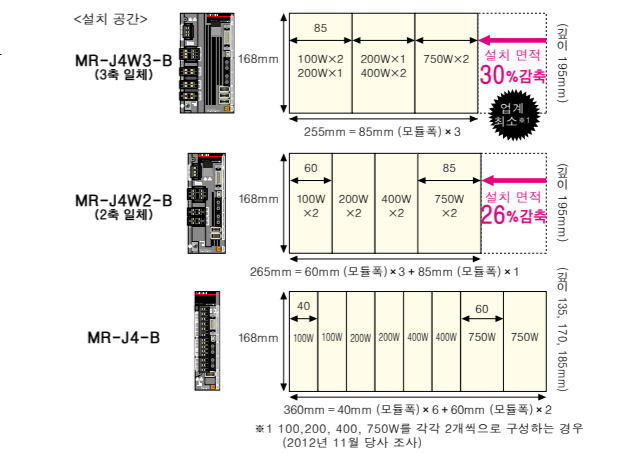 <설치 공간>
MR-J4W3-B
(3축 일체)
168mm
85
100W×2
200W×1
200W×1
400W×2
750W×2
설치 면적
30%감축
(깊이 195mm)
업계
최소※1
255mm = 85mm (모듈폭) × 3
MR-J4W2-B
(2축 일체)
168mm
60
85
100W
×2
200W
×2
400W
×2
750W
×2
설치 면적
26%감축
(깊이 195mm)
265mm = 60mm (모듈폭) × 3 + 85mm (모듈폭) × 1
MR-J4-B
168mm
40
60
100W
100W
200W
200W
400W
400W
750W
750W
(깊이 135, 170, 185mm)
360mm = 40mm (모듈폭) × 6 + 60mm (모듈폭) × 2
※1 100,200, 400, 750W를 각각 2개씩으로 구성하는 경우
(2012년 11월 당사 조사)